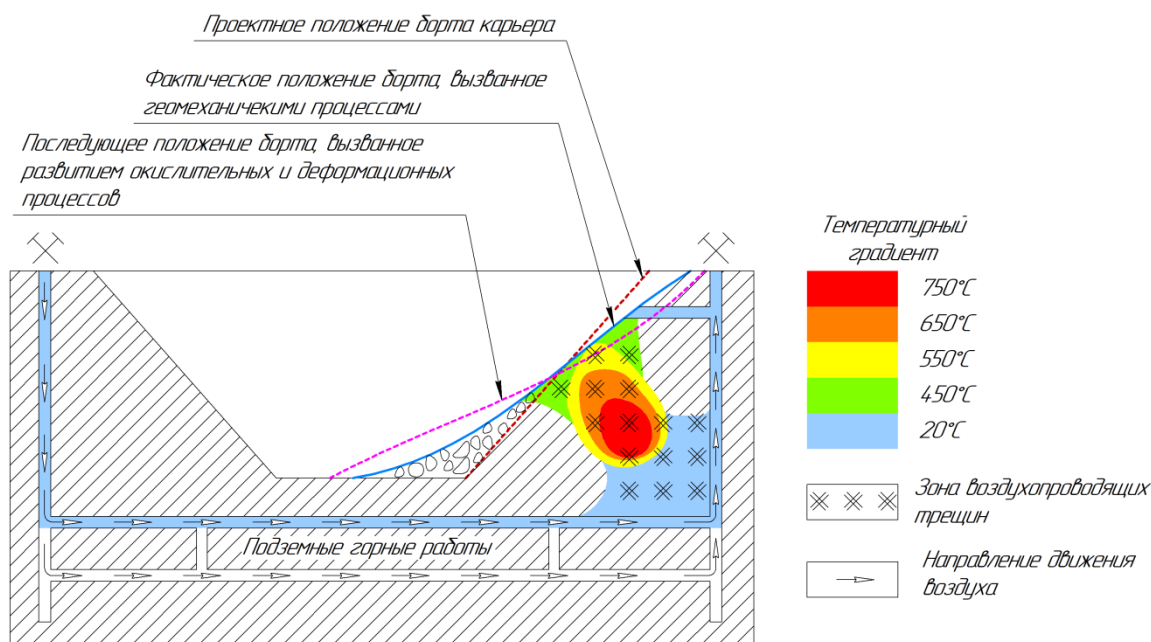 Проектное положение борта карьера
Фактическое положение борта, вызванное
геомеханичекими процессами
Последующее положение борта, вызванное
развитием окислительных и деформационных
процессов
Температурный
градиент
750°С
650°С
550°С
450°С
20°С
Зона воздухопроводящих
трещин
Подземные горные работы
Направление движения
воздуха